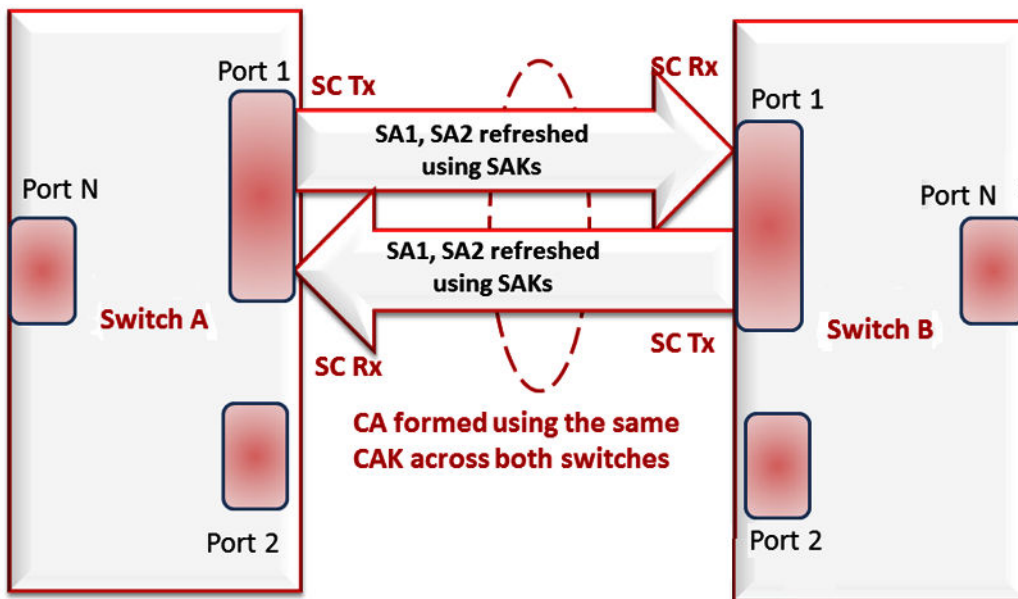 Port 1
SC Tx
SC Rx
Port 1
SA1, SA2 refreshed
using SAKs
Port N
Port N
SA1, SA2 refreshed
using SAKs
Switch A
Switch B
SC Rx
SC Tx
CA formed using the same
CAK across both switches
Port 2
Port 2